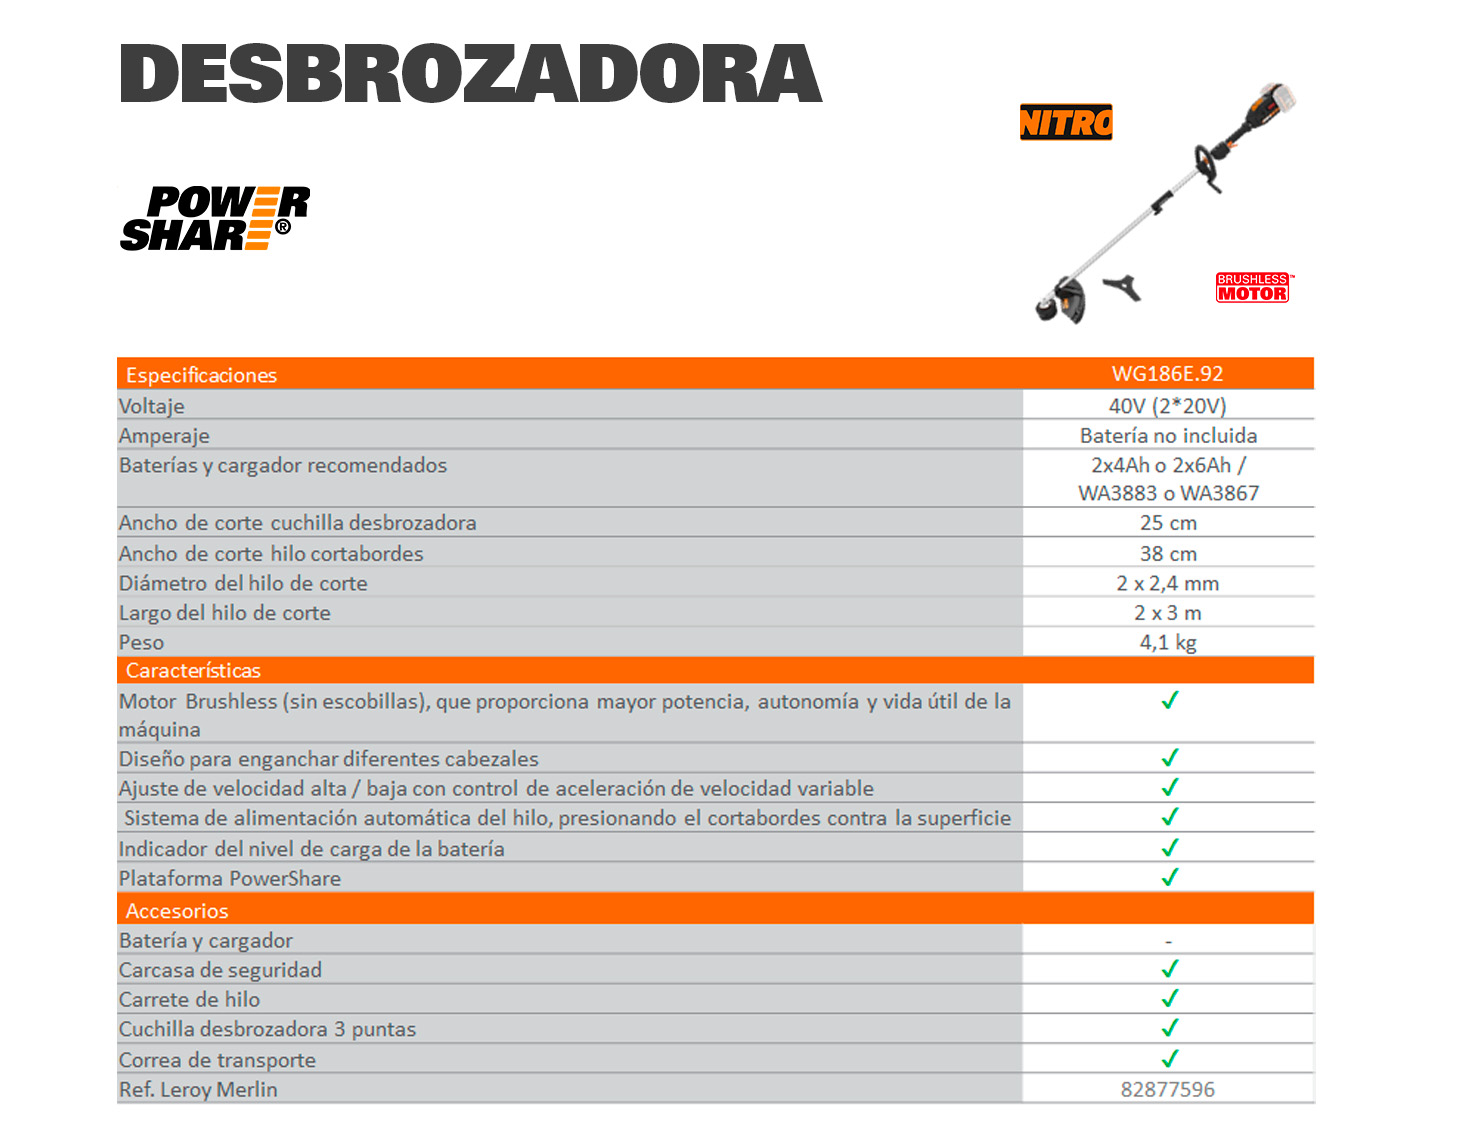 DESBROZADORA
NITRO
POWER
SHARE®
BRUSHLESS™
MOTOR
Especificaciones WG186E.92
Voltaje 40V (2*20V)
Amperaje Batería no incluida
Baterías y cargador recomendados 2x4Ah o 2x6Ah /
WA3883 o WA3867
Ancho de corte cuchilla desbrozadora 25 cm
Ancho de corte hilo cortabordes 38 cm
Diámetro del hilo de corte 2 x 2,4 mm
Largo del hilo de corte 2 x 3 m
Peso 4,1 kg
Características
Motor Brushless (sin escobillas), que proporciona mayor potencia, autonomía y vida útil de la ✓
máquina
Diseño para enganchar diferentes cabezales ✓
Ajuste de velocidad alta / baja con control de aceleración de velocidad variable ✓
Sistema de alimentación automática del hilo, presionando el cortabordes contra la superficie ✓
Indicador del nivel de carga de la batería ✓
Plataforma PowerShare ✓
Accesorios
Batería y cargador -
Carcasa de seguridad ✓
Carrete de hilo ✓
Cuchilla desbrozadora 3 puntas ✓
Correa de transporte ✓
Ref. Leroy Merlin 82877596